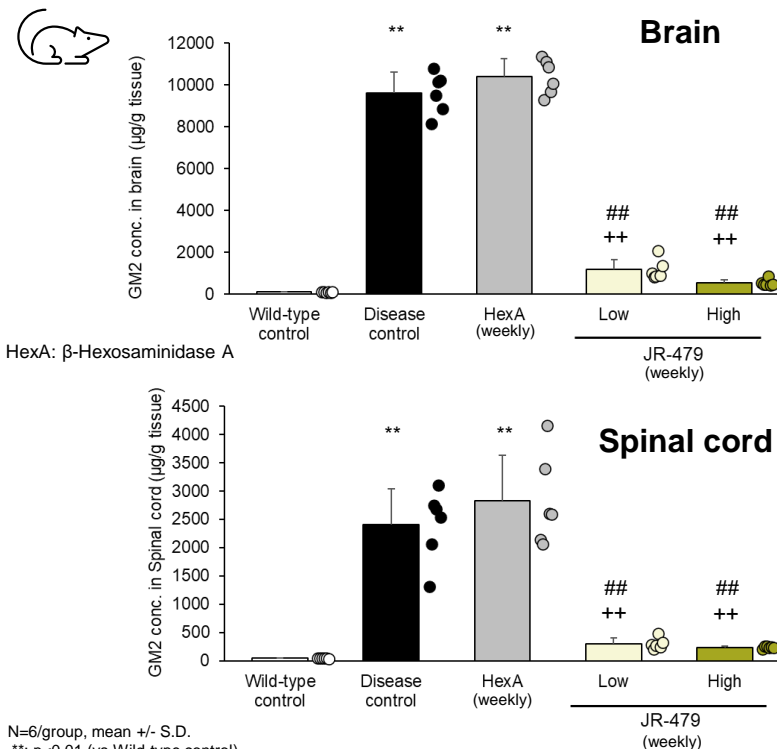 Brain
GM2 conc. in brain (µg/g tissue)
12000
10000
8000
6000
4000
2000
0
**
**
##
++
##
++
Wild-type control
Disease control
HexA (weekly)
Low
High
JR-479
(weekly)
HexA: β-Hexosaminidase A
Spinal cord
GM2 conc. in Spinal cord (µg/g tissue)
4500
4000
3500
3000
2500
2000
1500
1000
500
0
**
**
##
++
##
++
Wild-type control
Disease control
HexA (weekly)
Low
High
JR-479
(weekly)
N=6/group, mean +/- S.D.